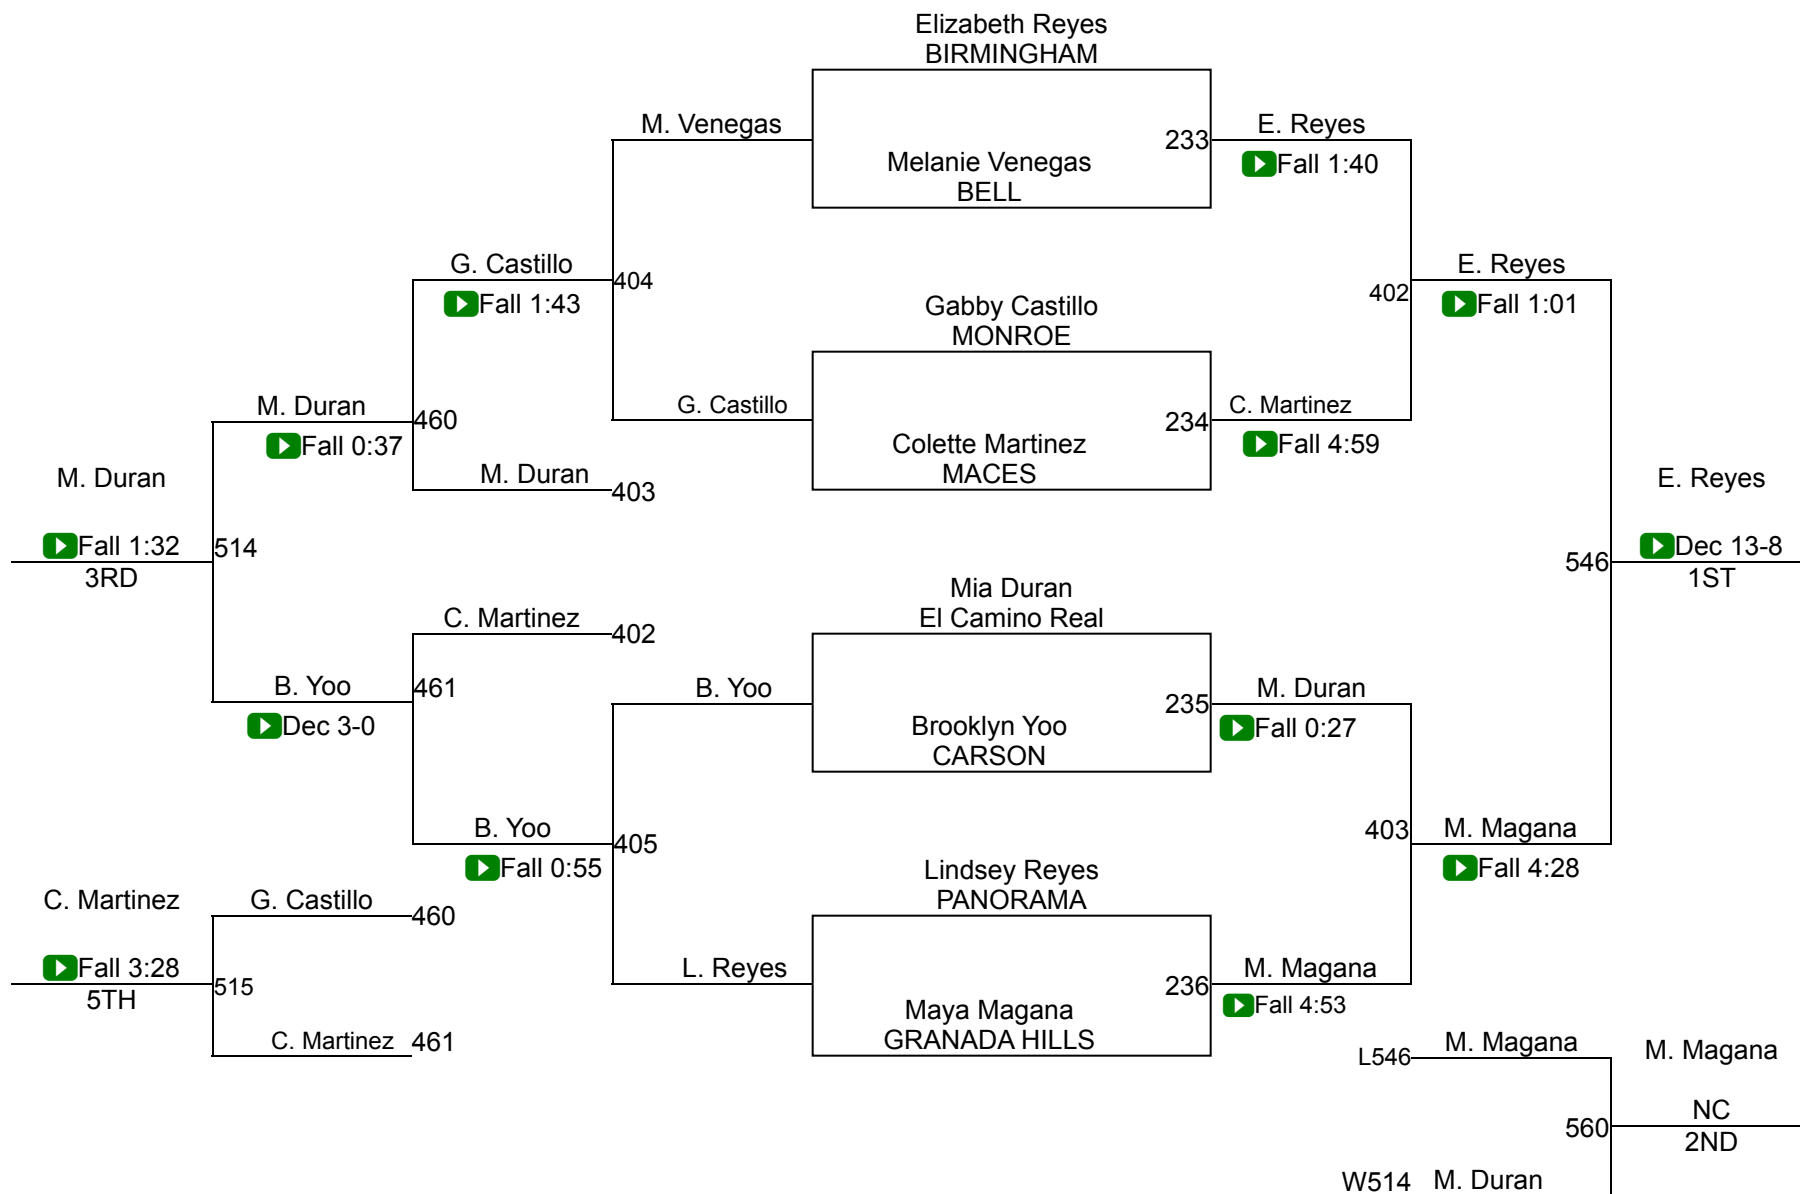 Elizabeth Reyes
BIRMINGHAM
M. Venegas
233
E. Reyes
Fall 1:40
Melanie Venegas
BELL
G. Castillo
404
Fall 1:43
E. Reyes
402
Fall 1:01
Gabby Castillo
MONROE
M. Duran
460
Fall 0:37
G. Castillo
234
C. Martinez
Fall 4:59
Colette Martinez
MACES
M. Duran
403
M. Duran
Fall 1:32
3RD
514
E. Reyes
546
Dec 13-8
1ST
Mia Duran
El Camino Real
C. Martinez
402
B. Yoo
461
Dec 3-0
B. Yoo
235
M. Duran
Fall 0:27
Brooklyn Yoo
CARSON
B. Yoo
405
Fall 0:55
403
M. Magana
Fall 4:28
Lindsey Reyes
PANORAMA
C. Martinez
Fall 3:28
5TH
G. Castillo
460
515
C. Martinez
461
L. Reyes
236
M. Magana
Fall 4:53
Maya Magana
GRANADA HILLS
L546
M. Magana
M. Magana
560
NC
2ND
W514
M. Duran